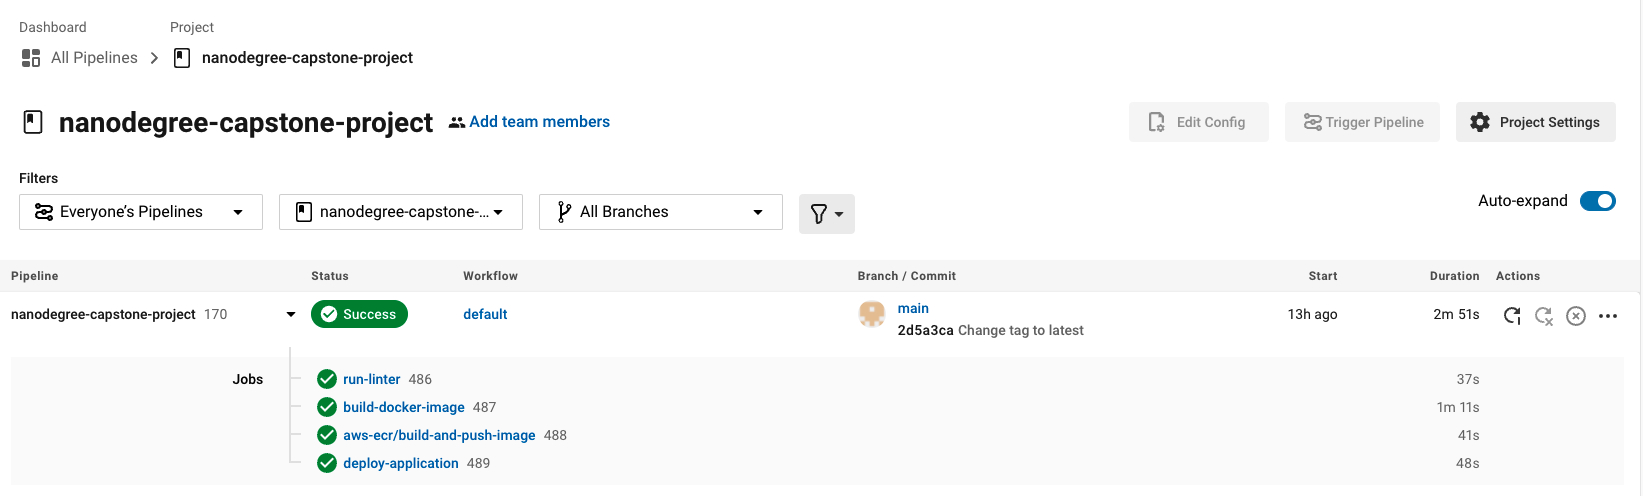 Dashboard Project
All Pipelines nanodegree-capstone-project
nanodegree-capstone-project Add team members Edit Config Trigger Pipeline Project Settings
Filters
Everyone’s Pipelines nanodegree-capstone-... All Branches Auto-expand
Pipeline Status Workflow Branch / Commit Start Duration Actions
nanodegree-capstone-project 170 Success default main 13h ago 2m 51s
2d5a3ca Change tag to latest
Jobs run-linter 486 37s
build-docker-image 487 1m 11s
aws-ecr/build-and-push-image 488 41s
deploy-application 489 48s